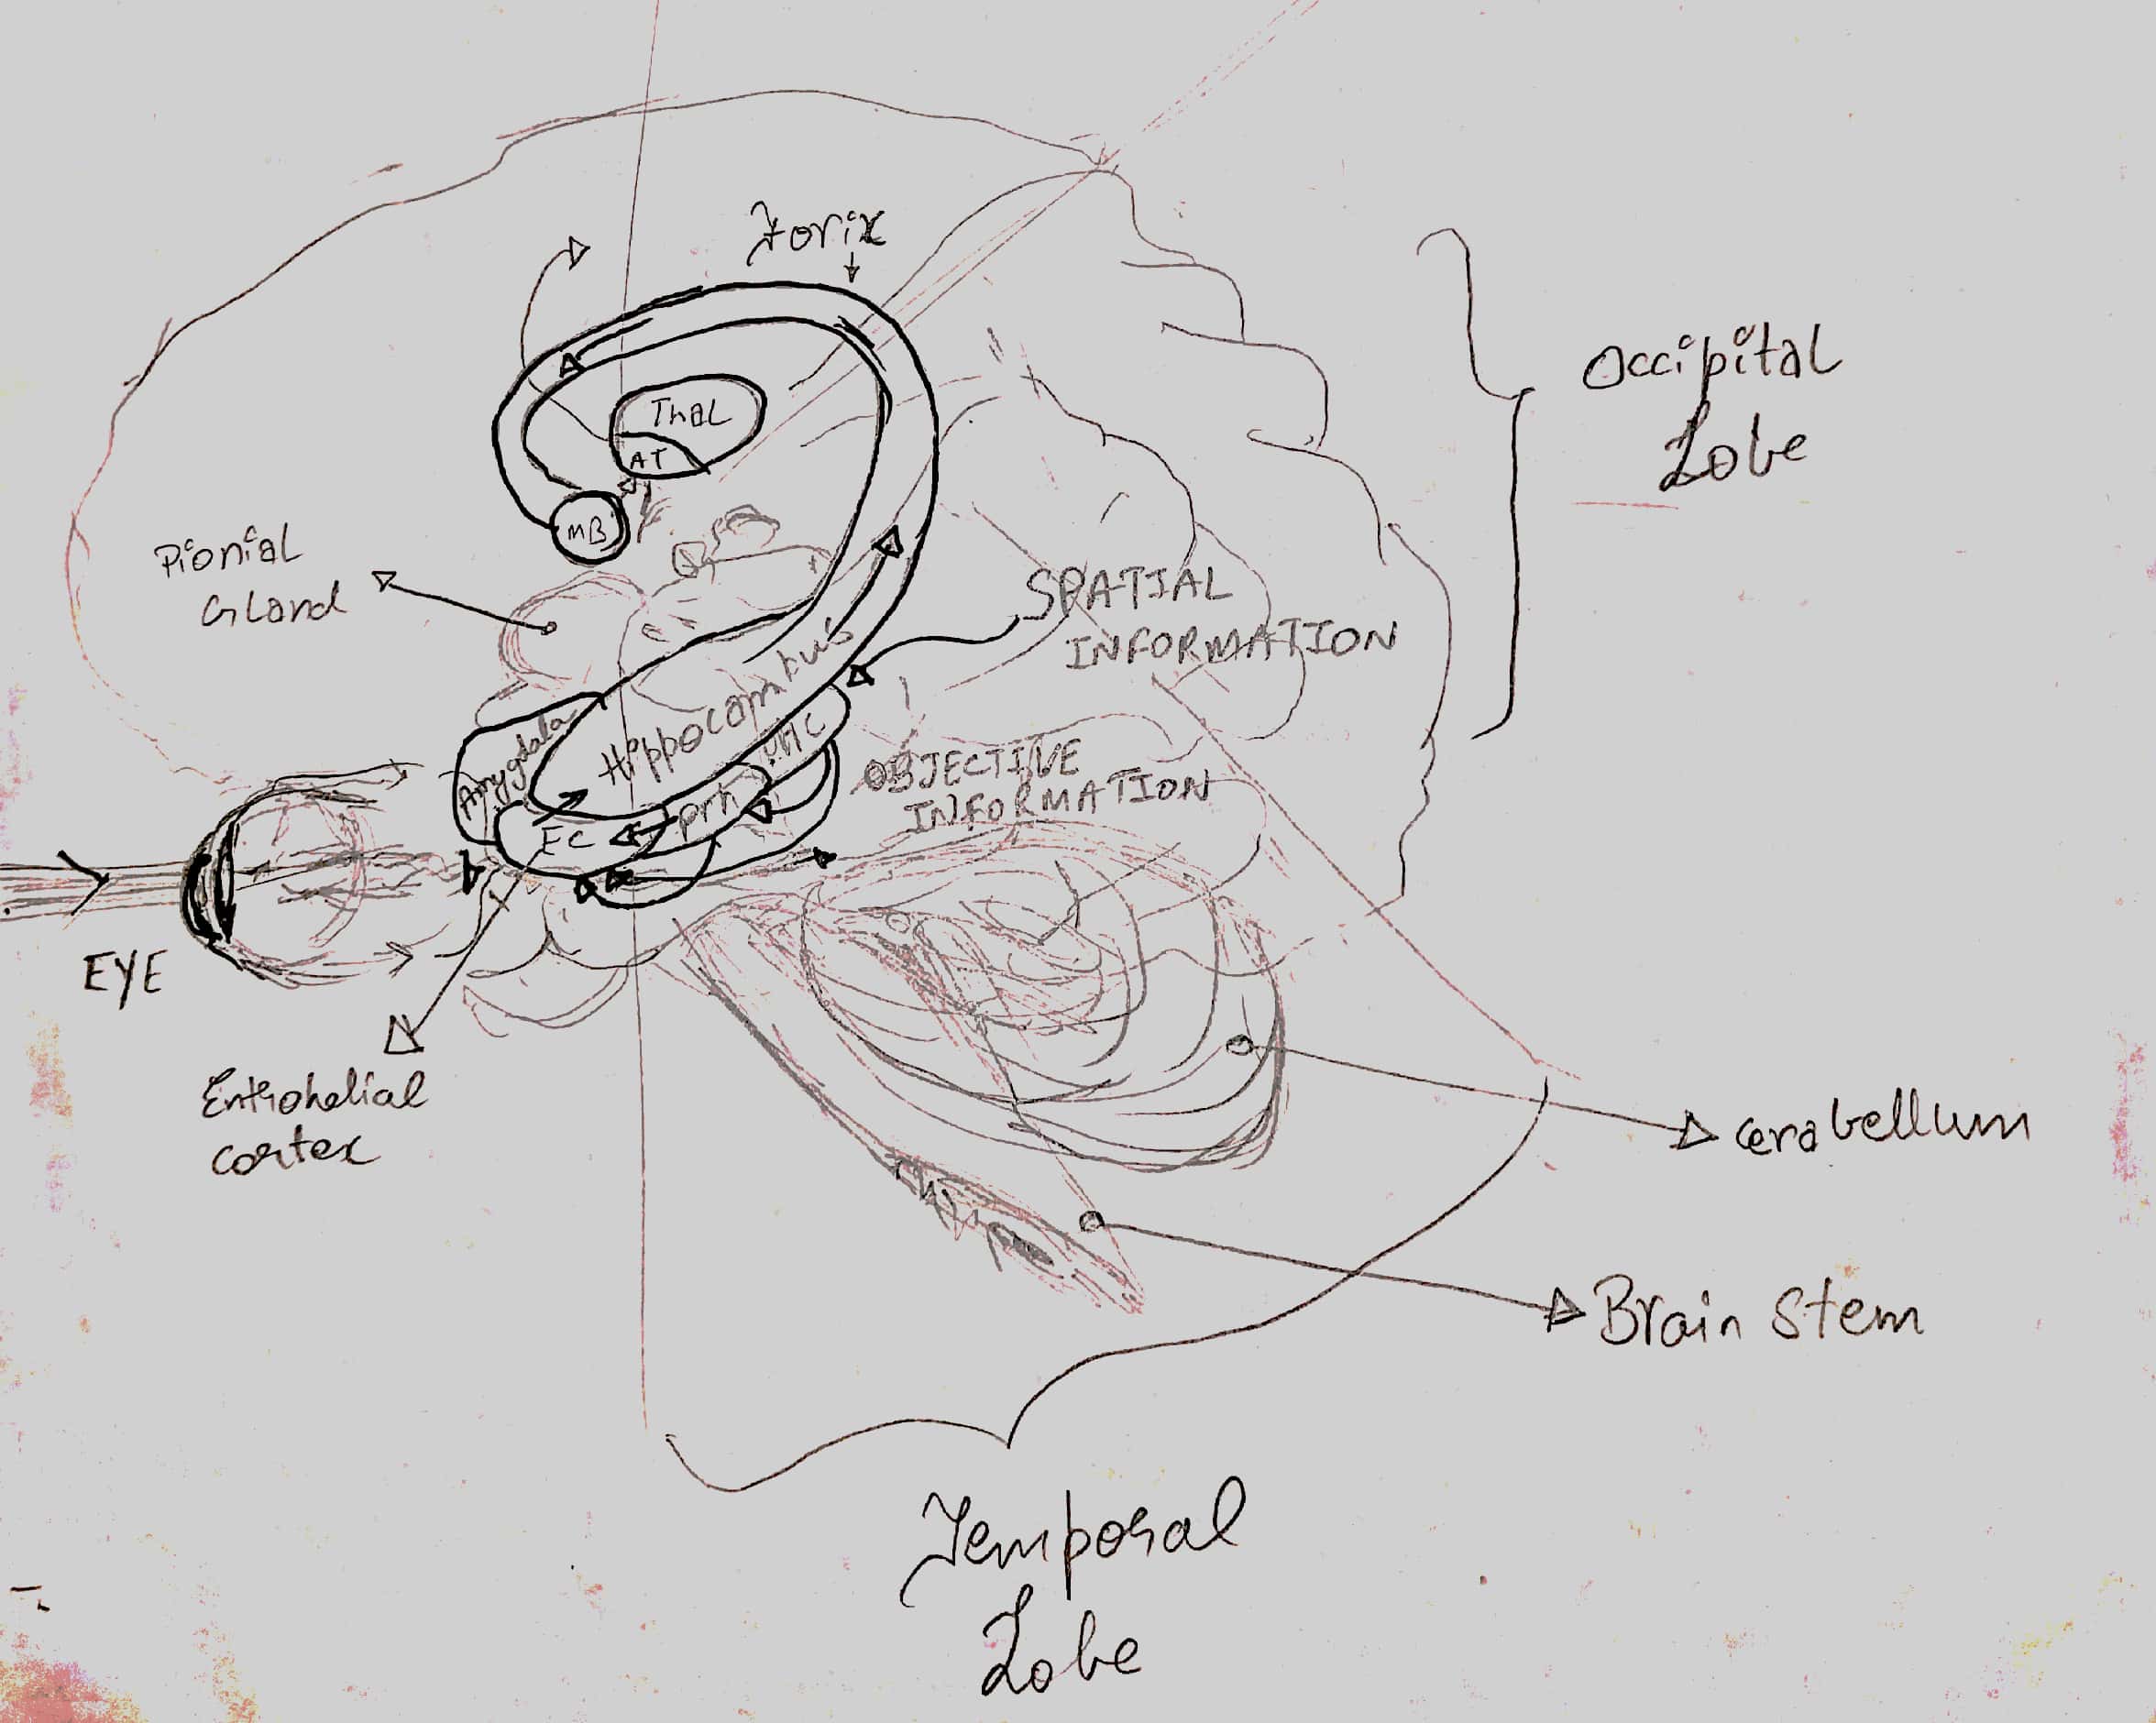 Forix
Thal
AT
MB
Pionial
Gland
SPATIAL
INFORMATION
Occipital
Lobe
Hippocamphus
Amygdala
PHC
Prh
EC
OBJECTIVE
INFORMATION
EYE
Entrohelial
cortex
cerabellum
Brain Stem
Temporal
Lobe